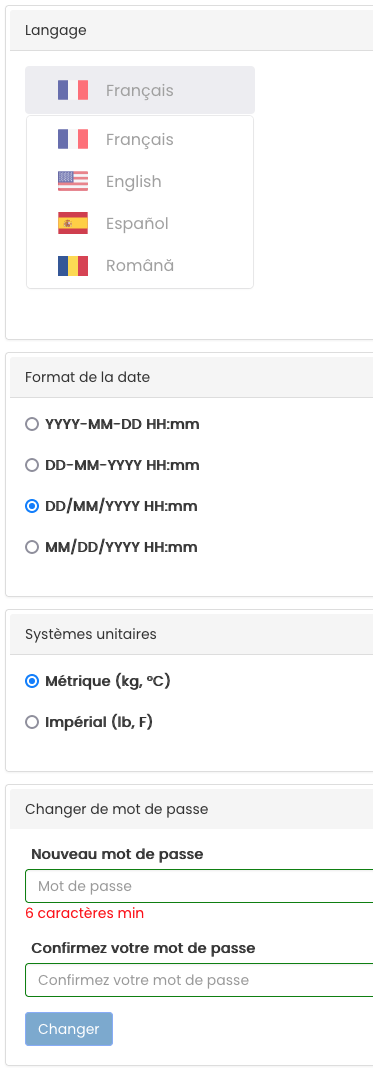 Langage
Français
Français
English
Español
Română
Format de la date
YYYY-MM-DD HH:mm
DD-MM-YYYY HH:mm
DD/MM/YYYY HH:mm
MM/DD/YYYY HH:mm
Systèmes unitaires
Métrique (kg, °C)
Impérial (lb, F)
Changer de mot de passe
Nouveau mot de passe
Mot de passe
6 caractères min
Confirmez votre mot de passe
Confirmez votre mot de passe
Changer